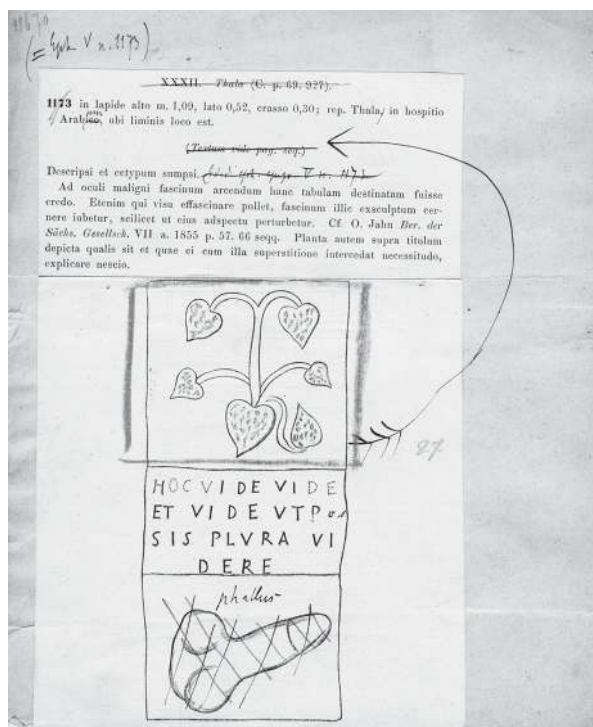 11670
(= Eph V n. 1173)
XXXII. Thala (C. p. 69, 927).
1173 in lapide alto m. 1,09, lato 0,52, crasso 0,30; rep. Thala, in hospitio
Arabico, ubi liminis loco est.
(Textum vide pag. seq.)
Descripsi et ectypum sumpsi.
Ad oculi maligni fascinum arcendum hanc tabulam destinatam fuisse
credo. Etenim qui visu effascinare pollet, fascinum illic exsculptum cer-
nere iubetur, scilicet ut eius adspectu perturbetur. Cf. O. Jahn Ber. der
Sächs. Gesellsch. VII a. 1855 p. 57. 66 seqq. Planta autem supra titulum
depicta qualis sit et quae ei cum illa superstitione intercedat necessitudo,
explicare nescio.
27
HOC VIDE VIDE
ET VIDE VT POS
SIS PLVRA VI
DERE
phallus